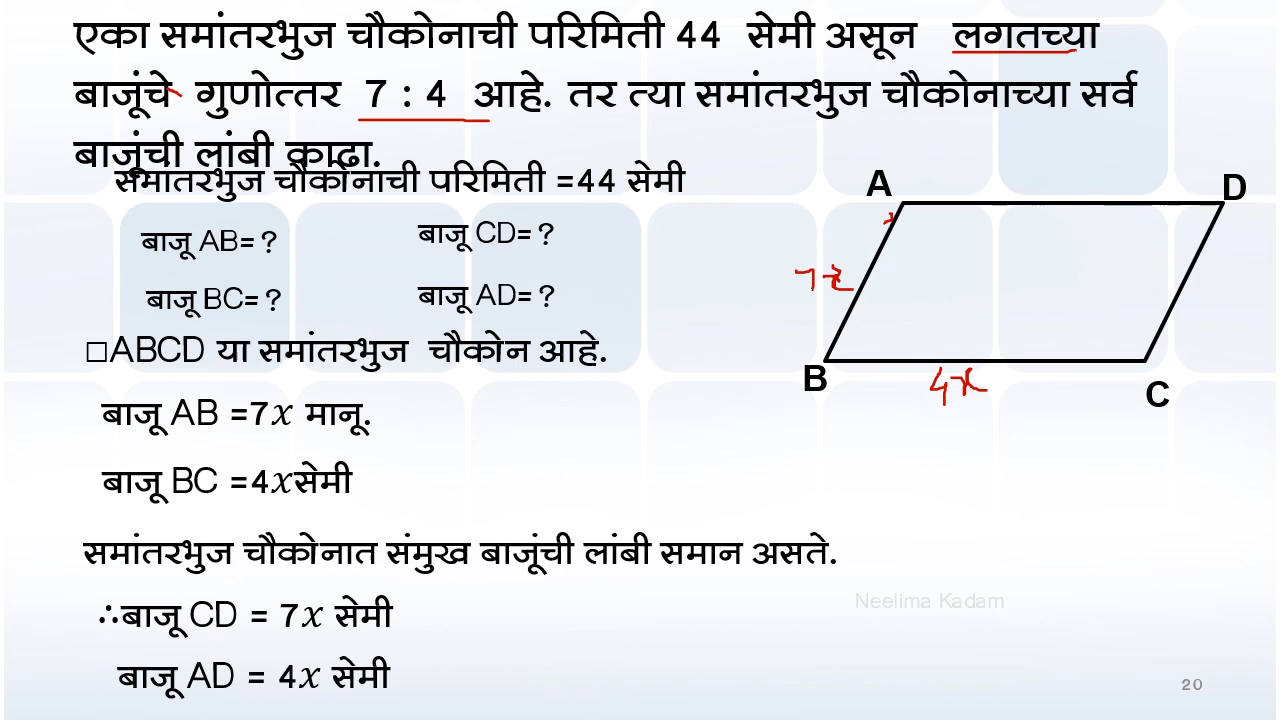 एका समांतरभुज चौकोनाची परिमिती 44 सेमी असून लगतच्या
बाजूंचे गुणोत्तर 7 : 4 आहे. तर त्या समांतरभुज चौकोनाच्या सर्व
बाजूंची लांबी काढा.
समांतरभुज चौकोनाची परिमिती =44 सेमी
बाजू AB= ?
बाजू CD= ?
बाजू BC= ?
बाजू AD= ?
□ABCD या समांतरभुज चौकोन आहे.
बाजू AB =7x मानू.
बाजू BC =4xसेमी
समांतरभुज चौकोनात संमुख बाजूंची लांबी समान असते.
∴बाजू CD = 7x सेमी
बाजू AD = 4x सेमी
A
D
7x
B
4x
C
Neelima Kadam
20